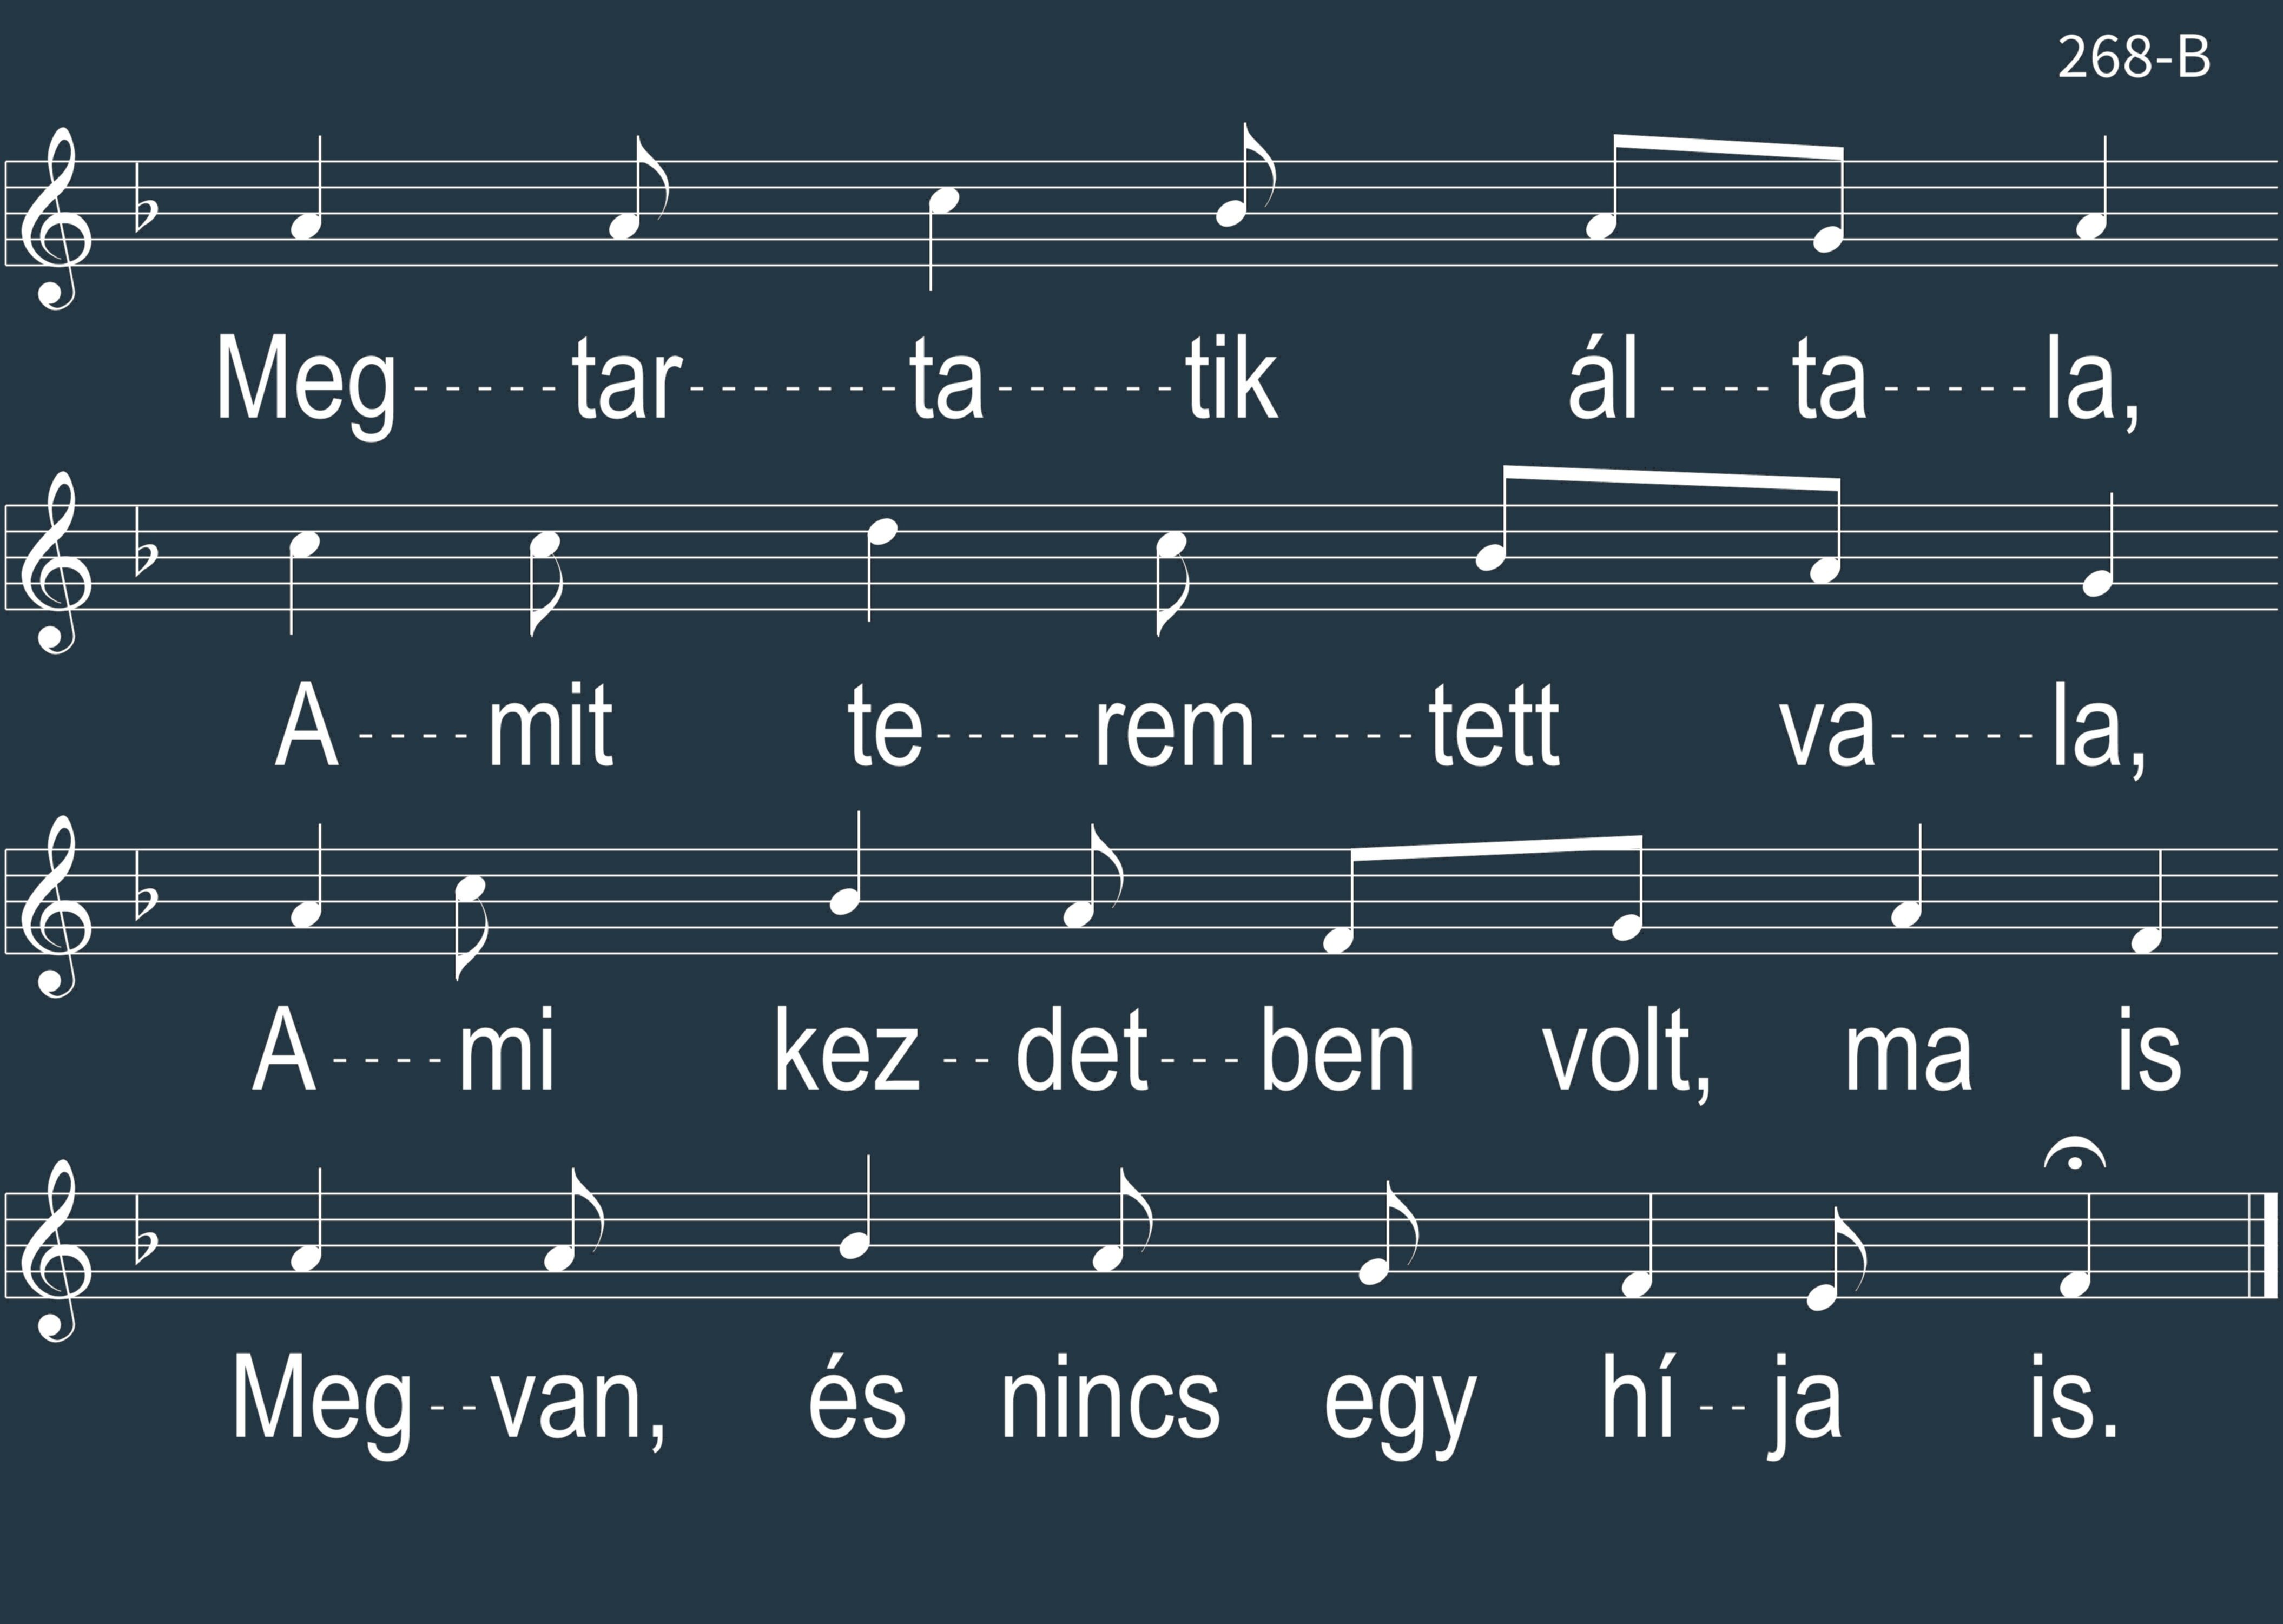 268-B
Meg-----tar-------ta------tik ál----ta-----la,
A----mit te-----rem-----tett va-----la,
A----mi kez--det---ben volt, ma is
Meg--van, és nincs egy hí--ja is.